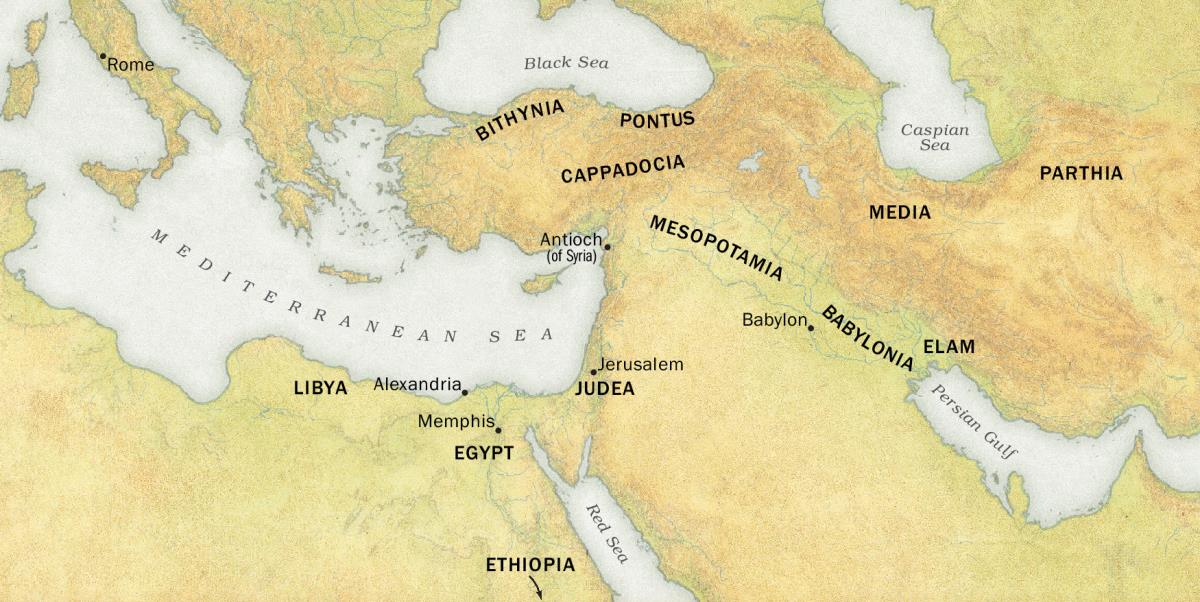 Rome
Black Sea
BITHYNIA
PONTUS
Caspian
Sea
CAPPADOCIA
PARTHIA
MEDIA
MESOPOTAMIA
Antioch
(of Syria)
MEDITERRANEAN SEA
Babylon
BABYLONIA
ELAM
Jerusalem
JUDEA
LIBYA
Alexandria
Memphis
EGYPT
Persian Gulf
Red Sea
ETHIOPIA